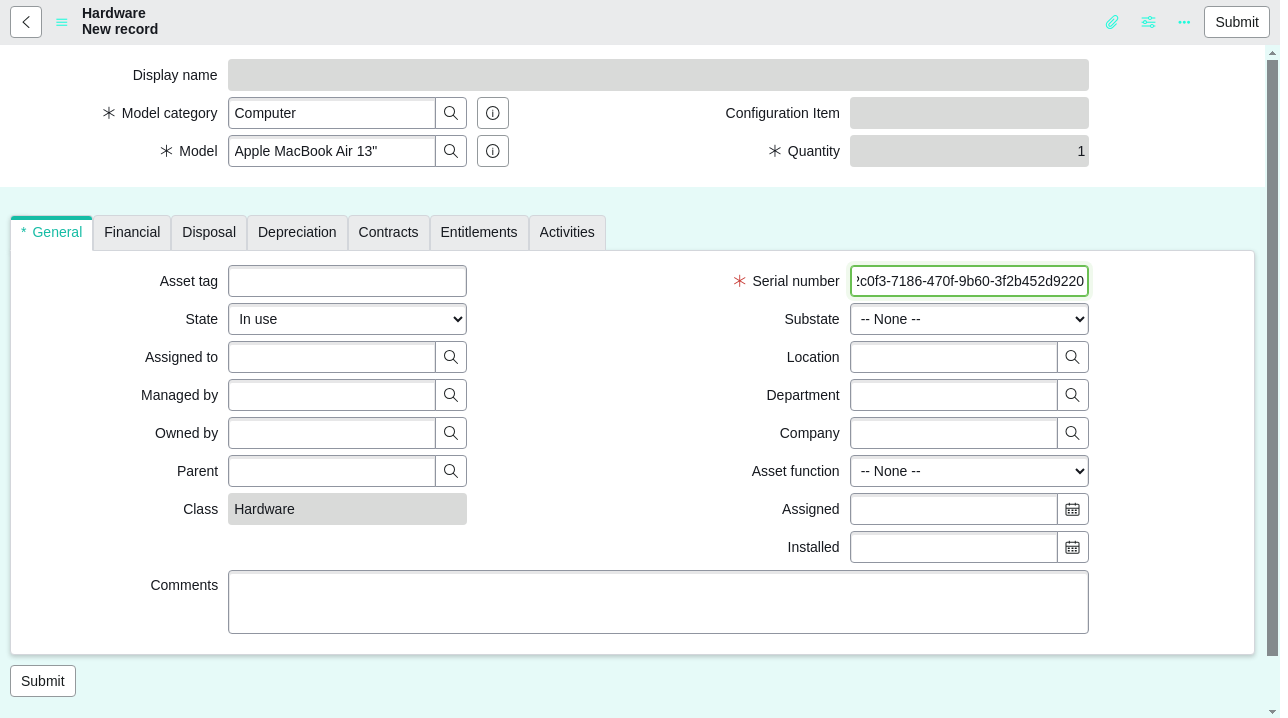 Hardware
New record
Submit
Display name
Model category
Computer
Configuration Item
Model
Apple MacBook Air 13"
Quantity
1
* General
Financial
Disposal
Depreciation
Contracts
Entitlements
Activities
Asset tag
Serial number
c0f3-7186-470f-9b60-3f2b452d9220
State
In use
Substate
-- None --
Assigned to
Location
Managed by
Department
Owned by
Company
Parent
Asset function
-- None --
Class
Hardware
Assigned
Installed
Comments
Submit